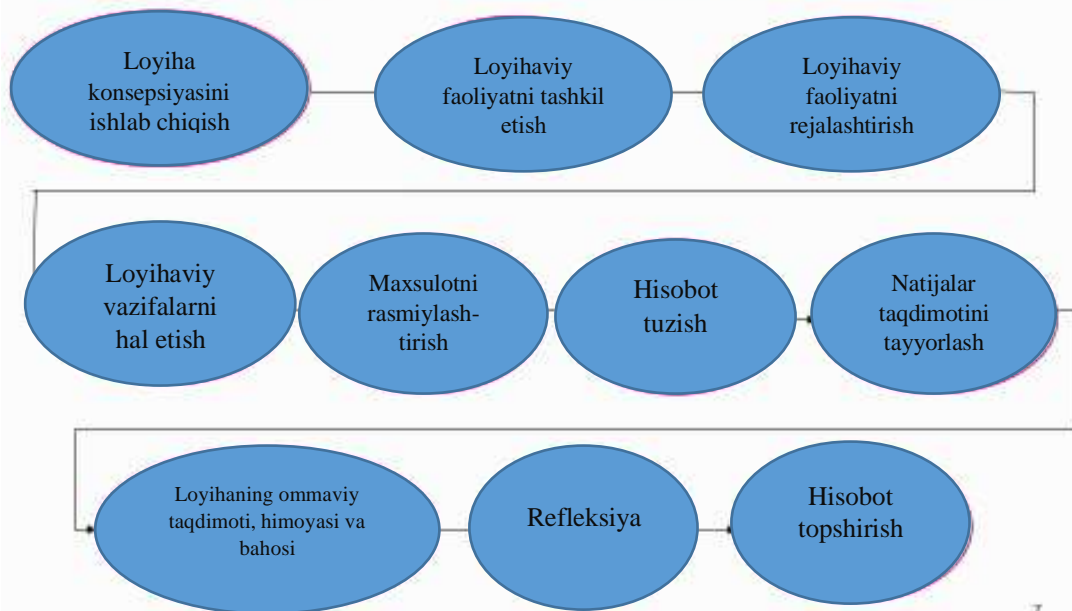 Loyiha
konsepsiyasini
ishlab chiqish
Loyihaviy
faoliyatni tashkil
etish
Loyihaviy
faoliyatni
rejalashtirish
Loyihaviy
vazifalarni
hal etish
Maxsulotni
rasmiylash-
tirish
Hisobot
tuzish
Natijalar
taqdimotini
tayyorlash
Loyihaning ommaviy
taqdimoti, himoyasi va
bahosi
Refleksiya
Hisobot
topshirish